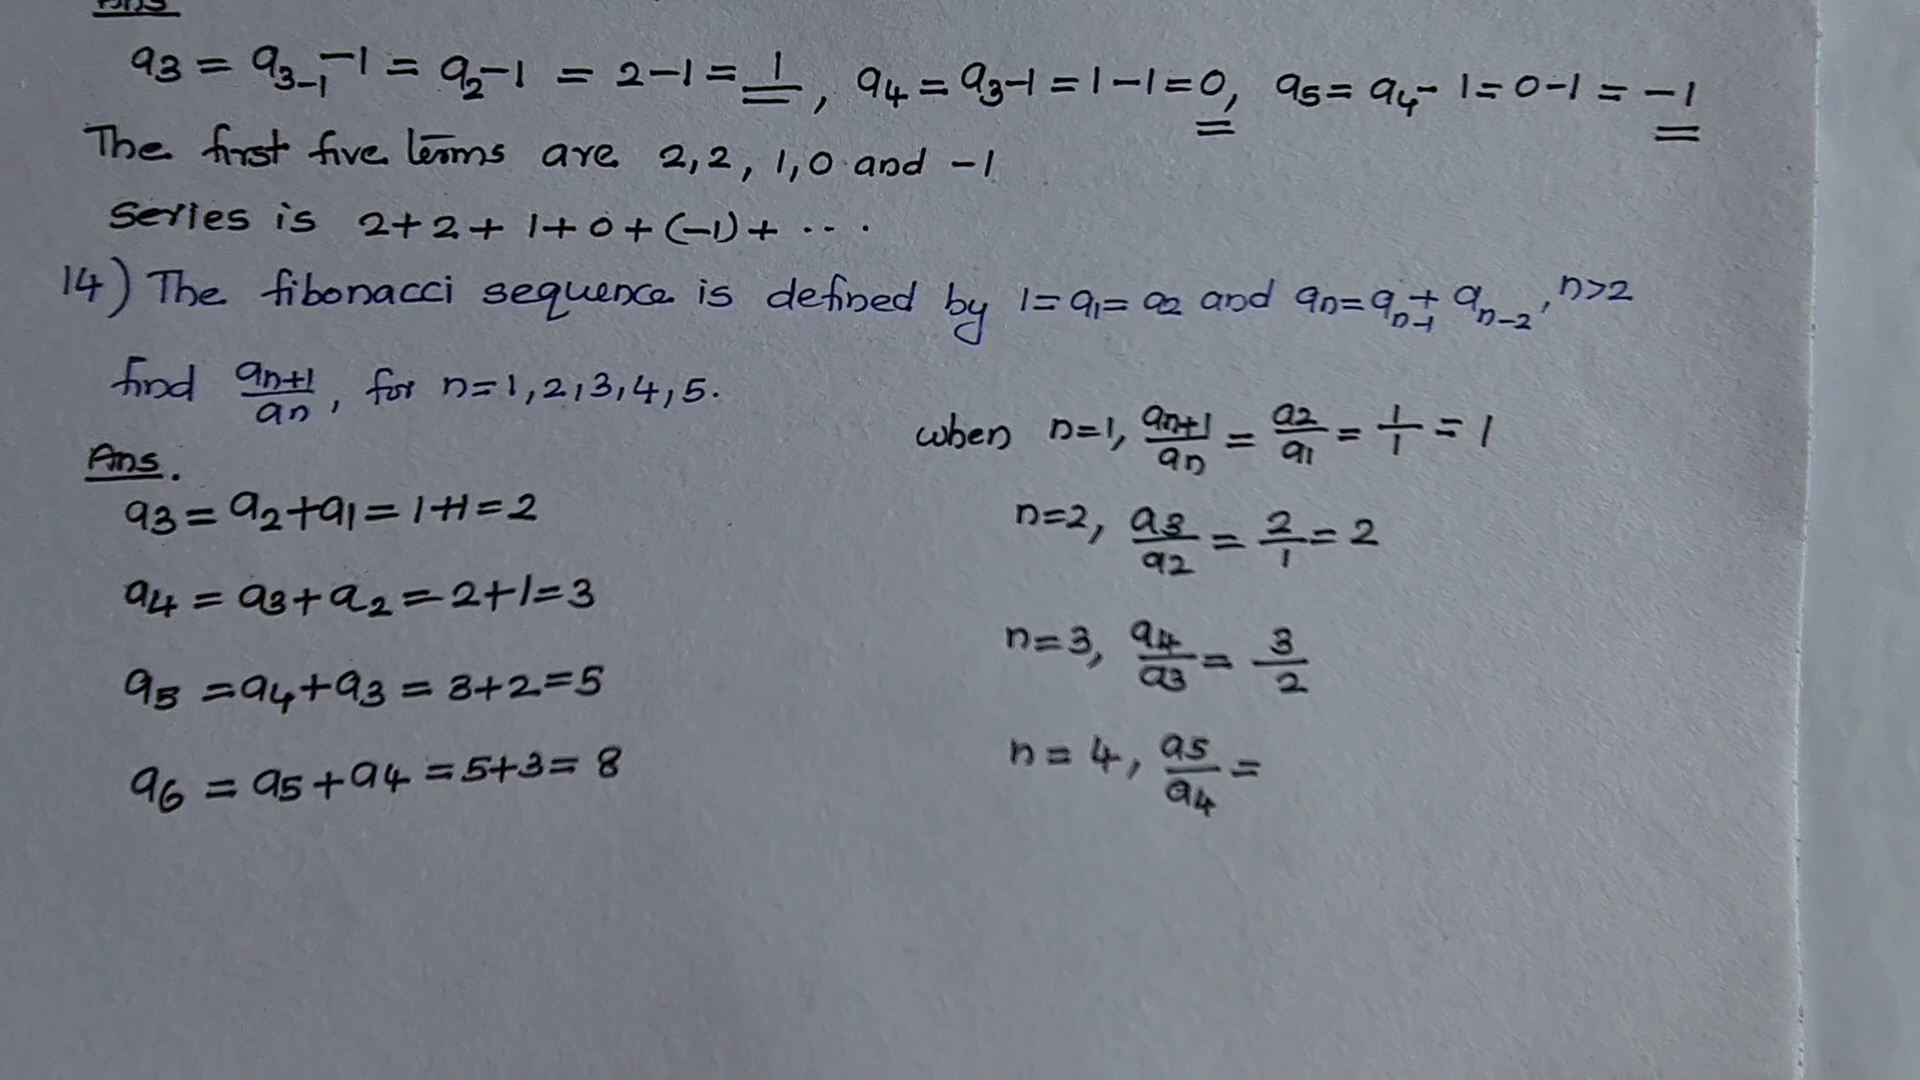 Ans
a3 = a3-1 -1 = a2-1 = 2-1 = 1, a4 = a3-1 = 1-1 = 0, a5 = a4- 1 = 0-1 = -1
The first five terms are 2,2, 1,0 and -1
series is 2+2+ 1+0+(-1)+ ...
14) The fibonacci sequence is defined by 1=a1= a2 and an=an-1+ an-2, n>2
find an+1/an, for n=1,2,3,4,5.
Ans.
a3 = a2+a1 = 1+1=2
a4 = a3+a2 = 2+1=3
a5 =a4+a3 = 3+2=5
a6 = a5+a4 =5+3= 8
when n=1, an+1/an = a2/a1 = 1/1 = 1
n=2, a3/a2 = 2/1 = 2
n=3, a4/a3 = 3/2
n = 4, a5/a4 =